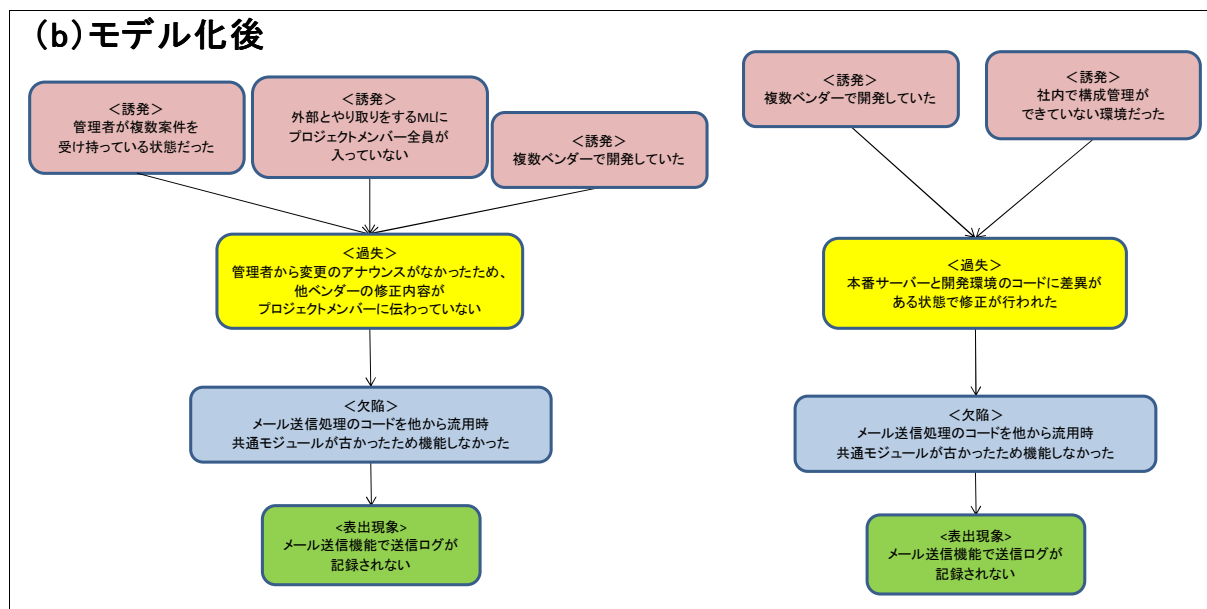 (b)モデル化後
＜誘発＞
管理者が複数案件を
受け持っている状態だった
＜誘発＞
外部とやり取りをするMLに
プロジェクトメンバー全員が
入っていない
＜誘発＞
複数ベンダーで開発していた
＜過失＞
管理者から変更のアナウンスがなかったため、
他ベンダーの修正内容が
プロジェクトメンバーに伝わっていない
＜欠陥＞
メール送信処理のコードを他から流用時
共通モジュールが古かったため機能しなかった
<表出現象>
メール送信機能で送信ログが
記録されない
＜誘発＞
複数ベンダーで開発していた
＜誘発＞
社内で構成管理が
できていない環境だった
＜過失＞
本番サーバーと開発環境のコードに差異が
ある状態で修正が行われた
＜欠陥＞
メール送信処理のコードを他から流用時
共通モジュールが古かったため機能しなかった
<表出現象>
メール送信機能で送信ログが
記録されない